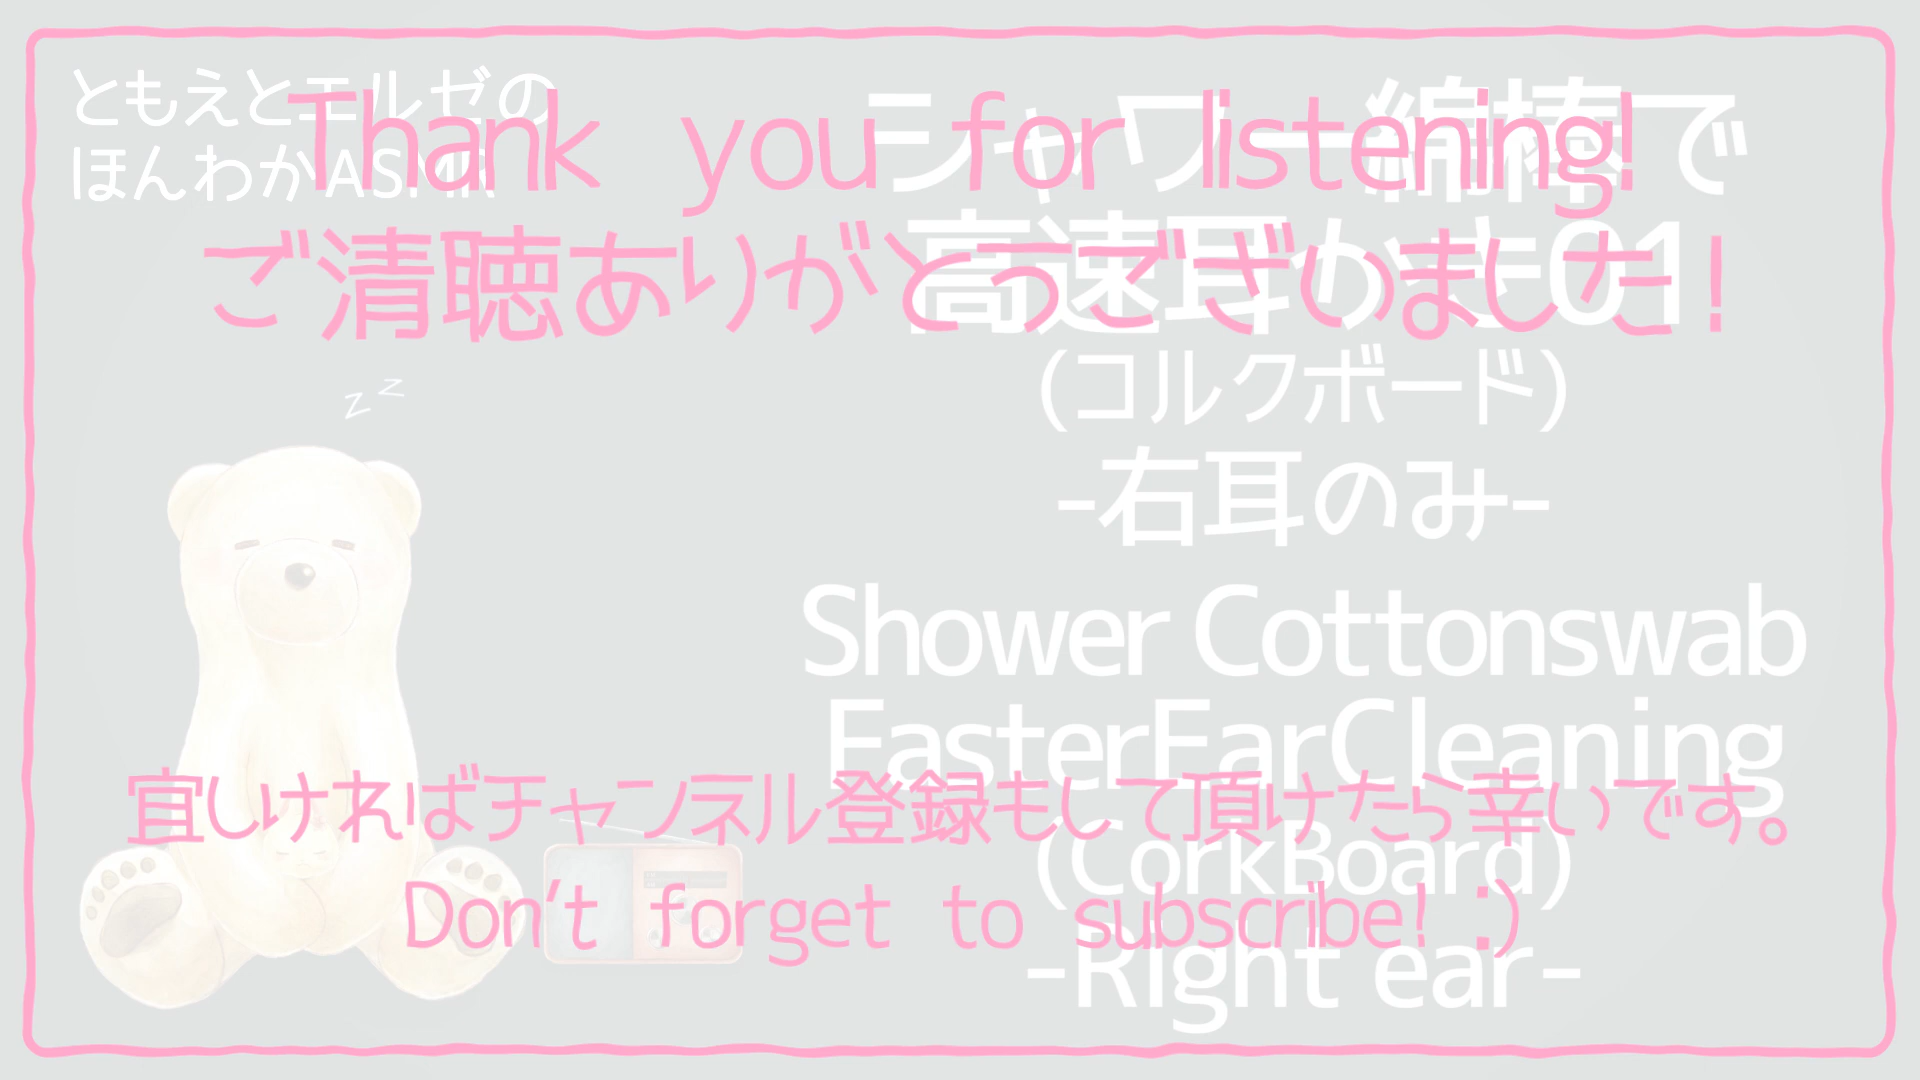 ともえとエルゼの
ほんわかASMR
シャワー綿棒で
高速耳かき01
(コルクボード)
-右耳のみ-
Shower Cottonswab
FasterEarCleaning
(CorkBoard)
-Right ear-
Thank you for listening!
ご清聴ありがとうございました!
zz
宜しければチャンネル登録もして頂けたら幸いです。
Don't forget to subscribe! :)